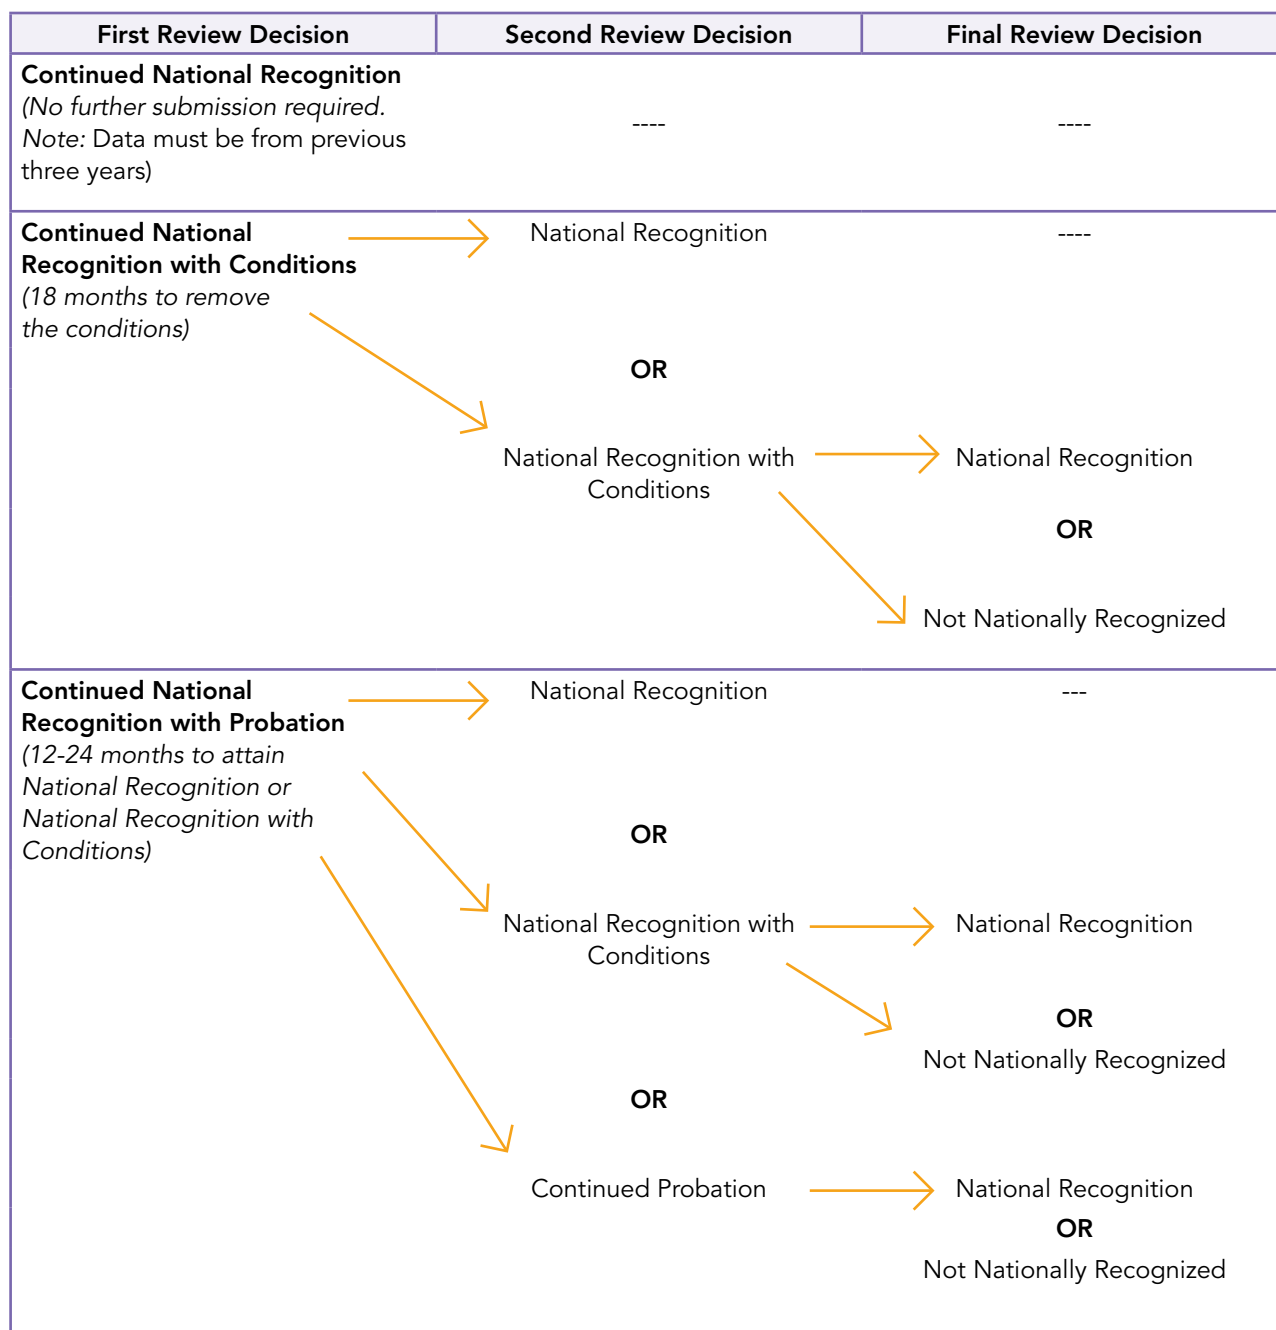 First Review Decision Second Review Decision Final Review Decision
Continued National Recognition
(No further submission required.
Note: Data must be from previous
three years)
---- ----
Continued National
Recognition with Conditions
(18 months to remove
the conditions)
National Recognition ----
OR
National Recognition with
Conditions
National Recognition
OR
Not Nationally Recognized
Continued National
Recognition with Probation
(12-24 months to attain
National Recognition or
National Recognition with
Conditions)
National Recognition ---
OR
National Recognition with
Conditions
National Recognition
OR
Not Nationally Recognized
OR
Continued Probation National Recognition
OR
Not Nationally Recognized